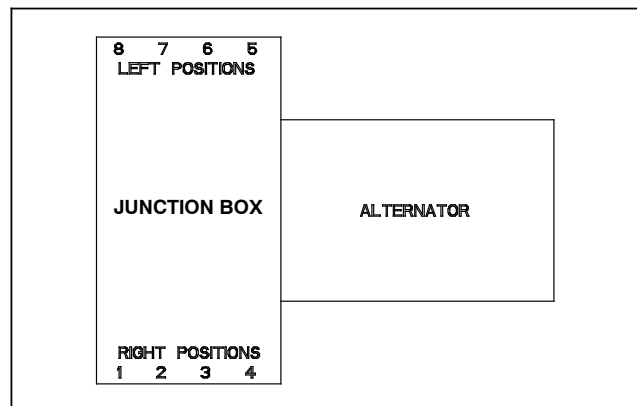 8 7 6 5
LEFT POSITIONS
JUNCTION BOX
ALTERNATOR
RIGHT POSITIONS
1 2 3 4